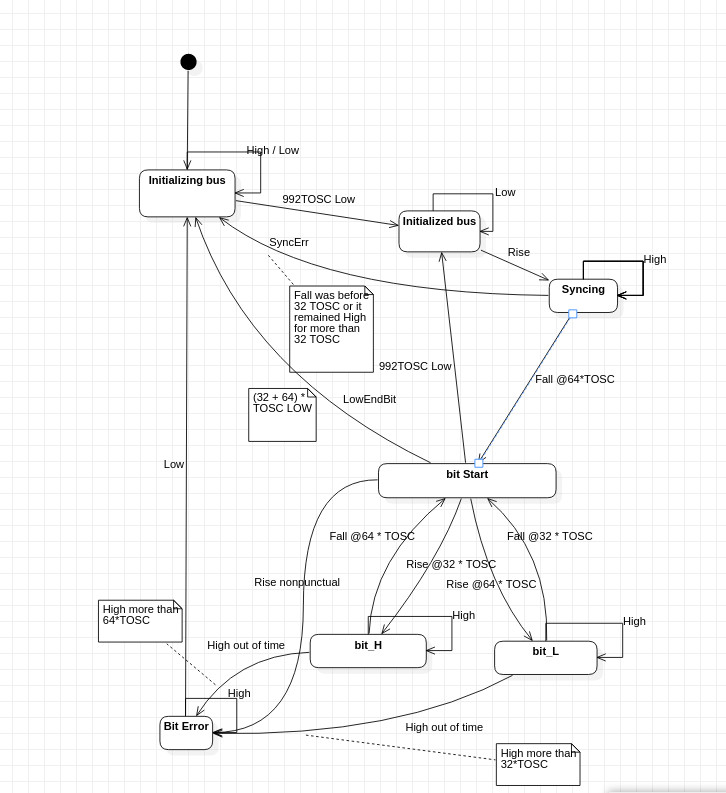 High / Low
Initializing bus
992TOSC Low
Initialized bus
Low
SyncErr
Rise
High
Syncing
Fall was before
32 TOSC or it
remained High
for more than
32 TOSC
992TOSC Low
Fall @64*TOSC
(32 + 64) *
TOSC LOW
LowEndBit
Low
bit Start
Fall @64 * TOSC
Fall @32 * TOSC
Rise @32 * TOSC
Rise nonpunctual
Rise @64 * TOSC
High more than
64*TOSC
High
High
High out of time
bit_H
bit_L
High
Bit Error
High out of time
High more than
32*TOSC